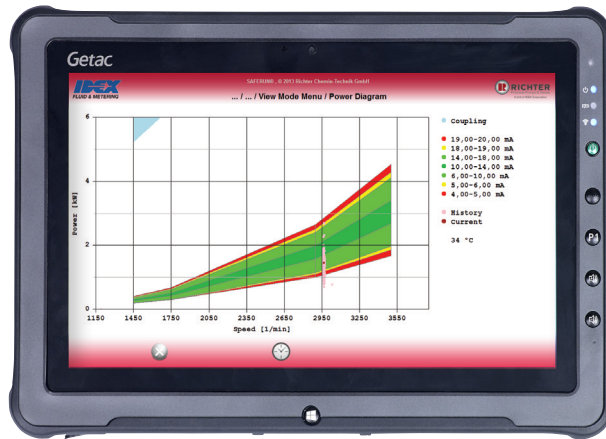 Getac
IDEX
FLUID & METERING
SAFERUN® , © 2013 Richter Chemie-Technik GmbH
... / ... / View Mode Menu / Power Diagram
RICHTER
6
4
2
0
Power [kW]
1150
1450
1750
2050
2350
2650
2950
3250
3550
Speed [1/min]
Coupling
19,00-20,00 mA
18,00-19,00 mA
14,00-18,00 mA
10,00-14,00 mA
6,00-10,00 mA
5,00-6,00 mA
4,00-5,00 mA
History
Current
34 °C
P1